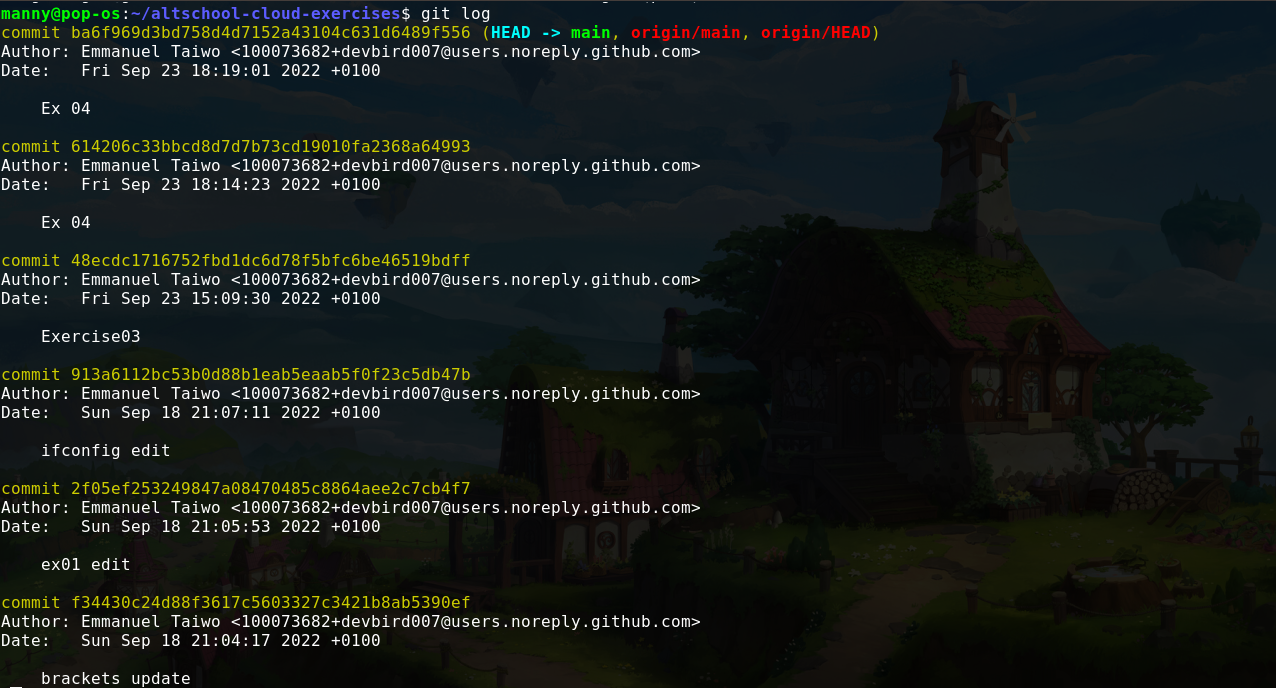 manny@pop-os:~/altschool-cloud-exercises$ git log
commit ba6f969d3bd758d4d7152a43104c631d6489f556 (HEAD -> main, origin/main, origin/HEAD)
Author: Emmanuel Taiwo <100073682+devbird007@users.noreply.github.com>
Date:   Fri Sep 23 18:19:01 2022 +0100
    Ex 04
commit 614206c33bbcd8d7d7b73cd19010fa2368a64993
Author: Emmanuel Taiwo <100073682+devbird007@users.noreply.github.com>
Date:   Fri Sep 23 18:14:23 2022 +0100
    Ex 04
commit 48ecdc1716752fbd1dc6d78f5bfc6be46519bdff
Author: Emmanuel Taiwo <100073682+devbird007@users.noreply.github.com>
Date:   Fri Sep 23 15:09:30 2022 +0100
    Exercise03
commit 913a6112bc53b0d88b1eab5eaab5f0f23c5db47b
Author: Emmanuel Taiwo <100073682+devbird007@users.noreply.github.com>
Date:   Sun Sep 18 21:07:11 2022 +0100
    ifconfig edit
commit 2f05ef253249847a08470485c8864aee2c7cb4f7
Author: Emmanuel Taiwo <100073682+devbird007@users.noreply.github.com>
Date:   Sun Sep 18 21:05:53 2022 +0100
    ex01 edit
commit f34430c24d88f3617c5603327c3421b8ab5390ef
Author: Emmanuel Taiwo <100073682+devbird007@users.noreply.github.com>
Date:   Sun Sep 18 21:04:17 2022 +0100
    brackets update